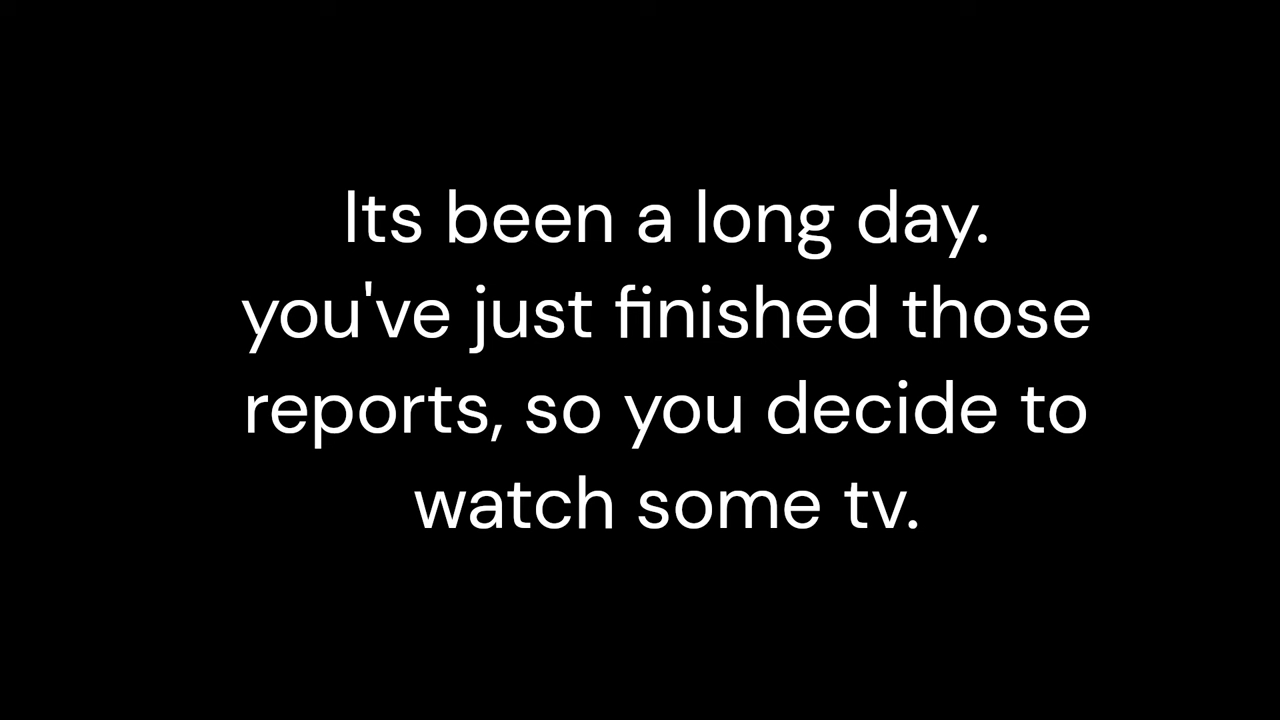 Its been a long day.
you've just finished those
reports, so you decide to
watch some tv.